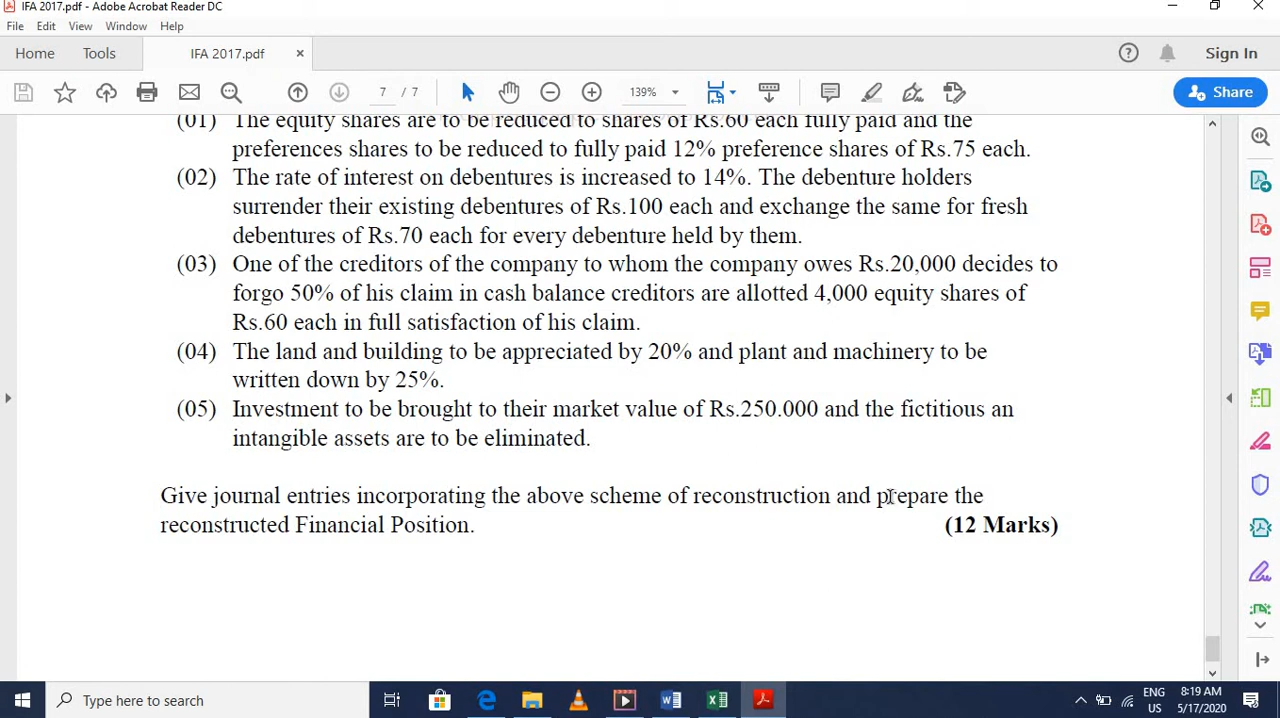 IFA 2017.pdf - Adobe Acrobat Reader DC
File Edit View Window Help
Home Tools IFA 2017.pdf × Sign In
7 / 7 139% Share
(01) The equity shares are to be reduced to shares of Rs.60 each fully paid and the
preferences shares to be reduced to fully paid 12% preference shares of Rs.75 each.
(02) The rate of interest on debentures is increased to 14%. The debenture holders
surrender their existing debentures of Rs.100 each and exchange the same for fresh
debentures of Rs.70 each for every debenture held by them.
(03) One of the creditors of the company to whom the company owes Rs.20,000 decides to
forgo 50% of his claim in cash balance creditors are allotted 4,000 equity shares of
Rs.60 each in full satisfaction of his claim.
(04) The land and building to be appreciated by 20% and plant and machinery to be
written down by 25%.
(05) Investment to be brought to their market value of Rs.250.000 and the fictitious an
intangible assets are to be eliminated.
Give journal entries incorporating the above scheme of reconstruction and prepare the
reconstructed Financial Position. (12 Marks)
Type here to search
ENG 8:19 AM
US 5/17/2020